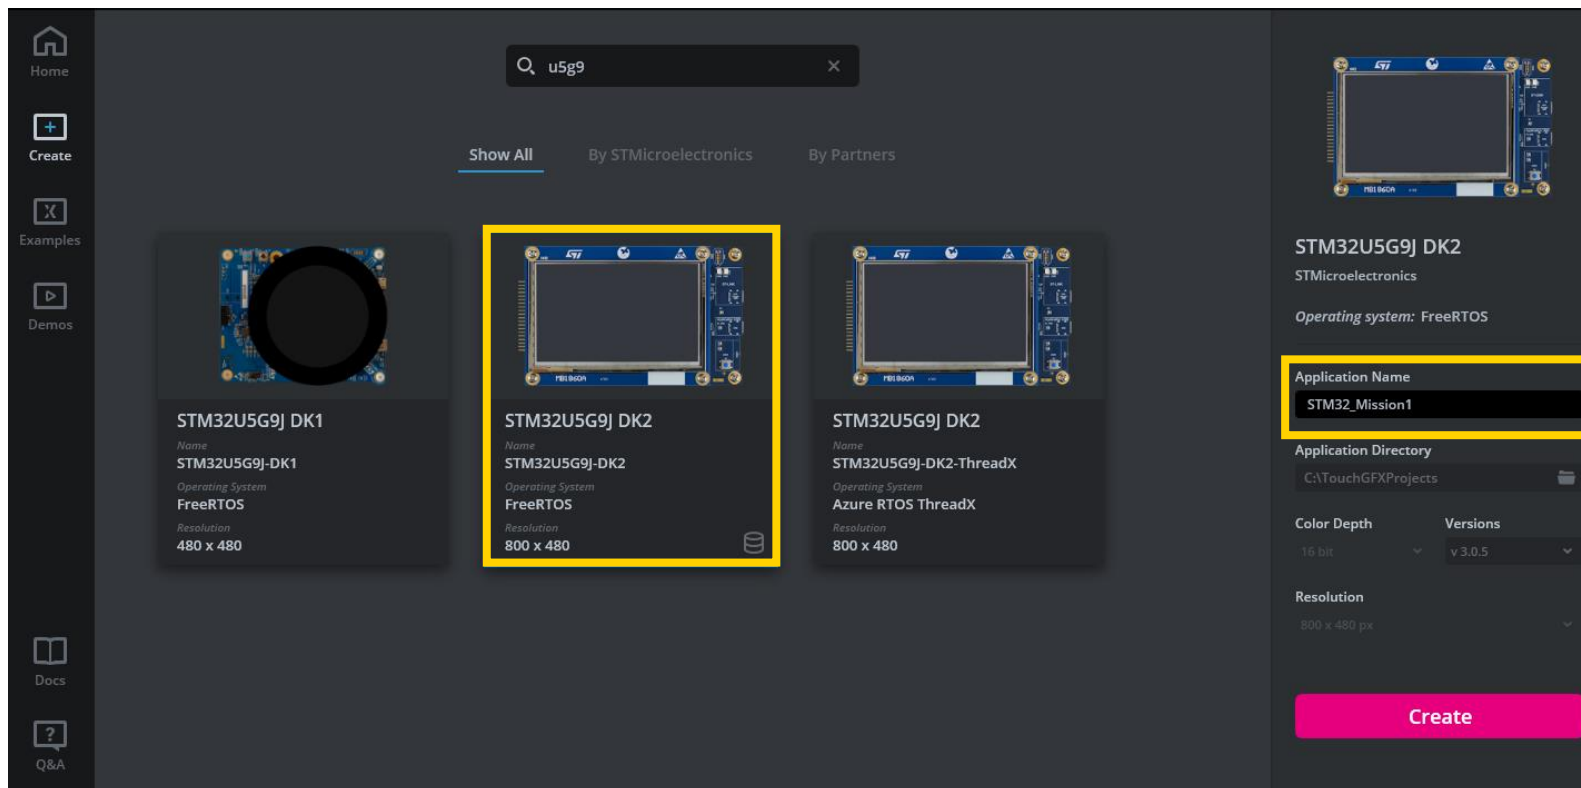 Home
Create
Examples
Demos
Docs
Q&A
u5g9
Show All By STMicroelectronics By Partners
MB1860A
STM32U5G9J DK1
Name
STM32U5G9J-DK1
Operating System
FreeRTOS
Resolution
480 x 480
MB1860A
STM32U5G9J DK2
Name
STM32U5G9J-DK2
Operating System
FreeRTOS
Resolution
800 x 480
STM32U5G9J DK2
Name
STM32U5G9J-DK2-ThreadX
Operating System
Azure RTOS ThreadX
Resolution
800 x 480
MB1860A
STM32U5G9J DK2
STMicroelectronics
Operating system: FreeRTOS
Application Name
STM32_Mission1
Application Directory
C:\TouchGFXProjects
Color Depth Versions
16 bit v 3.0.5
Resolution
800 x 480 px
Create